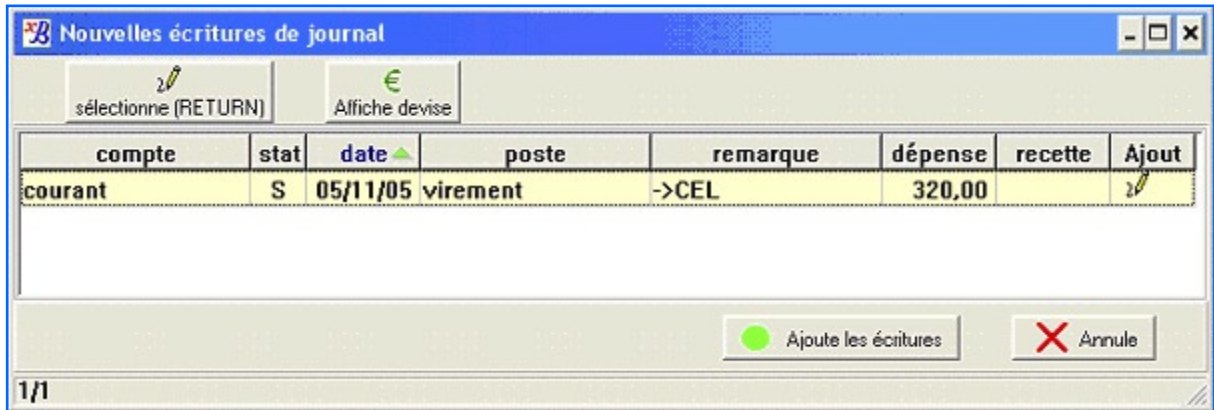 Nouvelles écritures de journal
sélectionne (RETURN) Affiche devise
compte stat date poste remarque dépense recette Ajout
courant S 05/11/05 virement ->CEL 320,00
Ajoute les écritures Annule
1/1